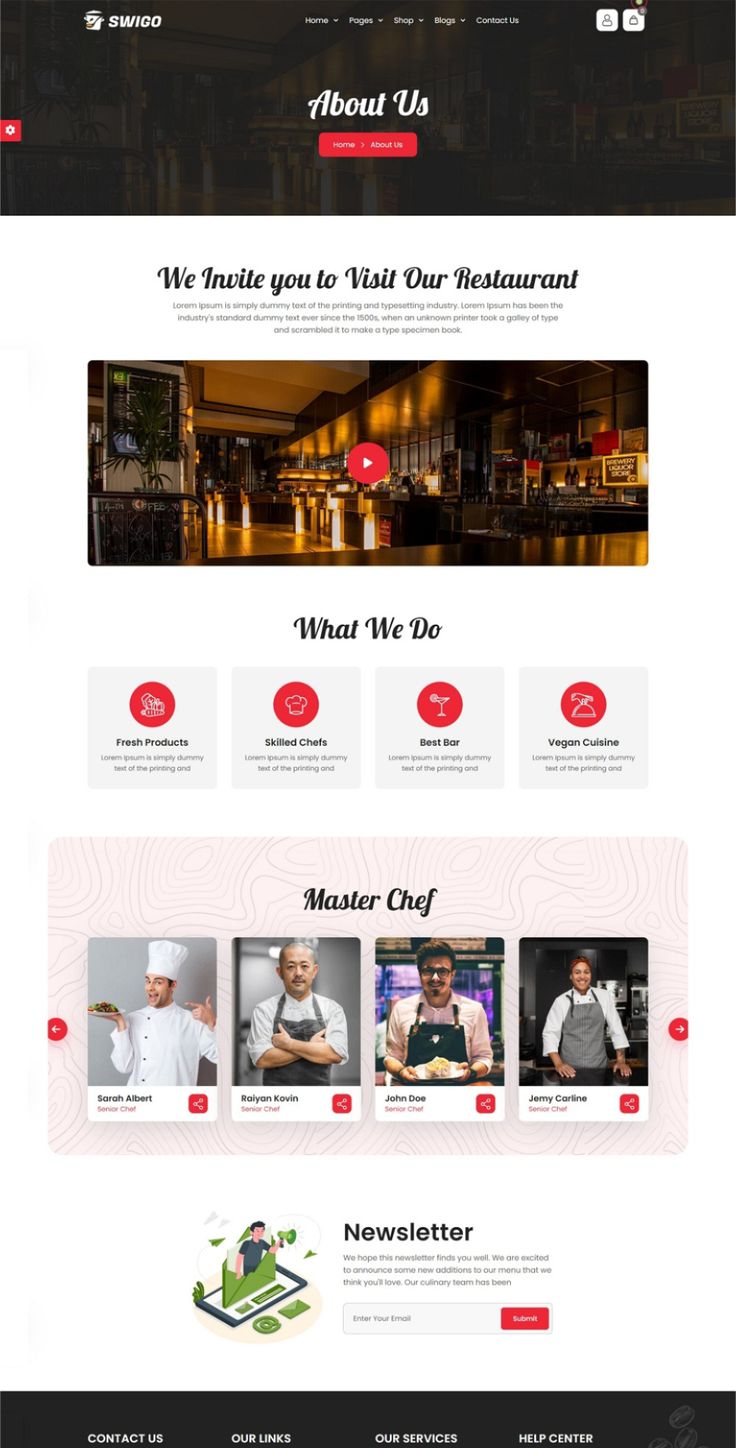 SWIGO
Home Pages Shop Blogs Contact Us
0
About Us
Home > About Us
BREWERY
LIQUOR
STORE
We Invite you to Visit Our Restaurant
Lorem Ipsum is simply dummy text of the printing and typesetting industry. Lorem Ipsum has been the
industry's standard dummy text ever since the 1500s, when an unknown printer took a galley of type
and scrambled it to make a type specimen book.
BREWERY
LIQUOR
STORE
What We Do
Fresh Products
Lorem Ipsum is simply dummy
text of the printing and
Skilled Chefs
Lorem Ipsum is simply dummy
text of the printing and
Best Bar
Lorem Ipsum is simply dummy
text of the printing and
Vegan Cuisine
Lorem Ipsum is simply dummy
text of the printing and
Master Chef
Sarah Albert
Senior Chef
Raiyan Kovin
Senior Chef
John Doe
Senior Chef
Jemy Carline
Senior Chef
Newsletter
We hope this newsletter finds you well. We are excited
to announce some new additions to our menu that we
think you'll love. Our culinary team has been
Enter Your Email
Submit
CONTACT US
OUR LINKS
OUR SERVICES
HELP CENTER